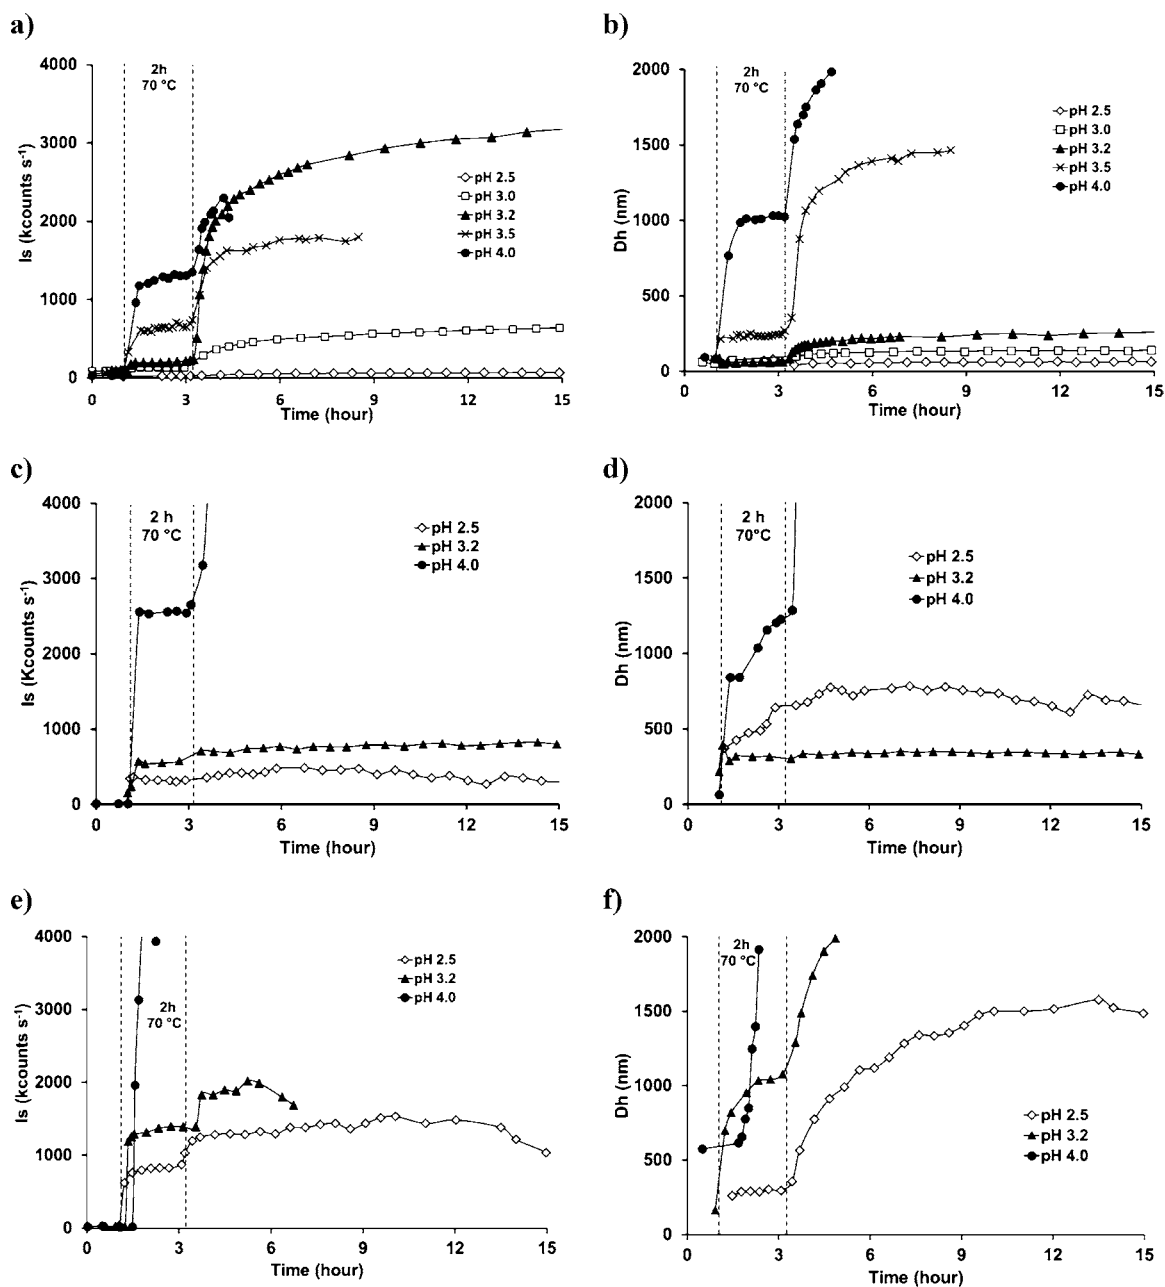 a)
2h
70 °C
4000
3000
2000
1000
0
Is (kcounts s⁻¹)
pH 2.5
pH 3.0
pH 3.2
pH 3.5
pH 4.0
0 3 6 9 12 15
Time (hour)
b)
2h
70 °C
2000
1500
1000
500
0
Dh (nm)
pH 2.5
pH 3.0
pH 3.2
pH 3.5
pH 4.0
0 3 6 9 12 15
Time (hour)
c)
2 h
70 °C
4000
3000
2000
1000
0
Is (Kcounts s⁻¹)
pH 2.5
pH 3.2
pH 4.0
0 3 6 9 12 15
Time (hour)
d)
2 h
70°C
2000
1500
1000
500
0
Dh (nm)
pH 2.5
pH 3.2
pH 4.0
0 3 6 9 12 15
Time (hour)
e)
2h
70 °C
4000
3000
2000
1000
0
Is (kcounts s⁻¹)
pH 2.5
pH 3.2
pH 4.0
0 3 6 9 12 15
Time (hour)
f)
2h
70 °C
2000
1500
1000
500
0
Dh (nm)
pH 2.5
pH 3.2
pH 4.0
0 3 6 9 12 15
Time (hour)